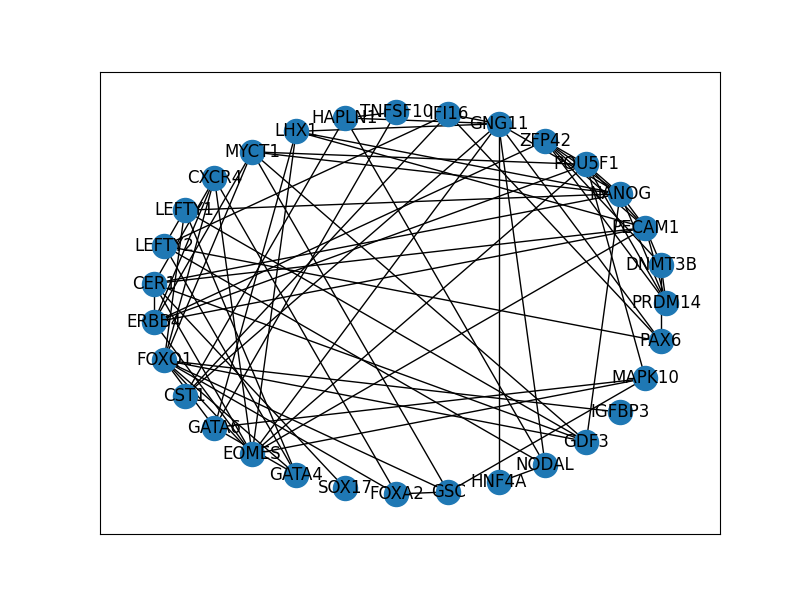 TNFSF10
IFI16
HAPLN1
GNG11
LHX1
ZFP42
MYCT1
POU5F1
CXCR4
NANOG
LEFTY1
PECAM1
LEFTY2
DNMT3B
CER1
PRDM14
ERBB4
PAX6
FOXQ1
MAPK10
CST1
IGFBP3
GATA6
GDF3
EOMES
NODAL
GATA4
HNF4A
SOX17
GSC
FOXA2